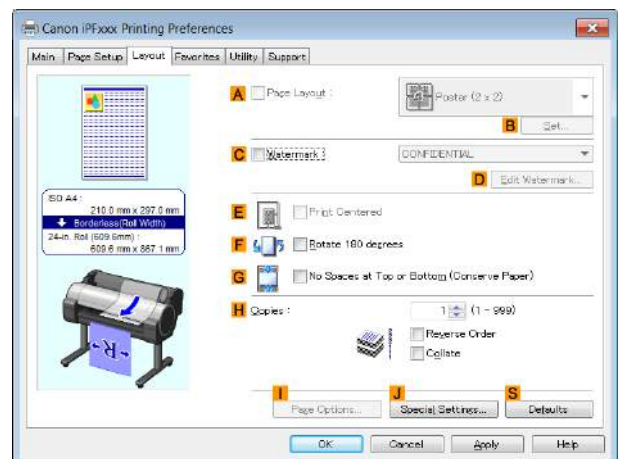 Canon iPFxxx Printing Preferences
Main Page Setup Layout Favorites Utility Support
A Page Layout : Poster (2 x 2)
B Set...
C Watermark : CONFIDENTIAL
D Edit Watermark...
ISO A4 :
210.0 mm x 297.0 mm
Borderless(Roll Width)
24-in. Roll (609.6mm) :
609.6 mm x 867.1 mm
E Print Centered
F Rotate 180 degrees
G No Spaces at Top or Bottom (Conserve Paper)
H Copies : 1 (1 - 999)
Reverse Order
Collate
R
I J S
Page Options... Special Settings... Defaults
OK Cancel Apply Help